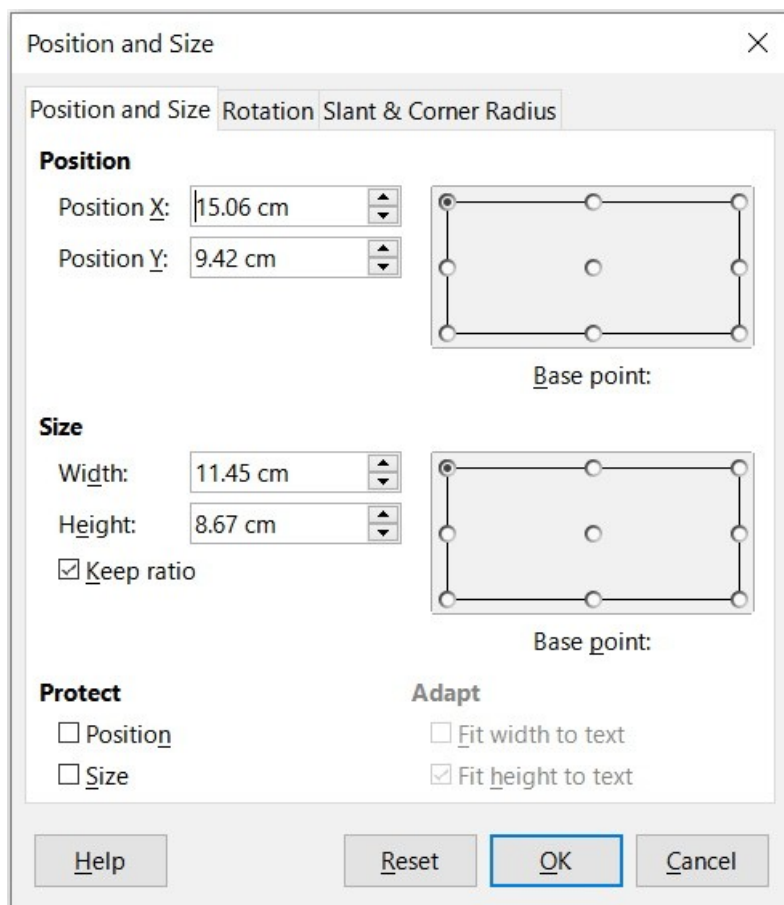 Position and Size
Position and Size Rotation Slant & Corner Radius
Position
Position X: 15.06 cm
Position Y: 9.42 cm
Base point:
Size
Width: 11.45 cm
Height: 8.67 cm
Keep ratio
Base point:
Protect Adapt
Position Fit width to text
Size Fit height to text
Help Reset OK Cancel